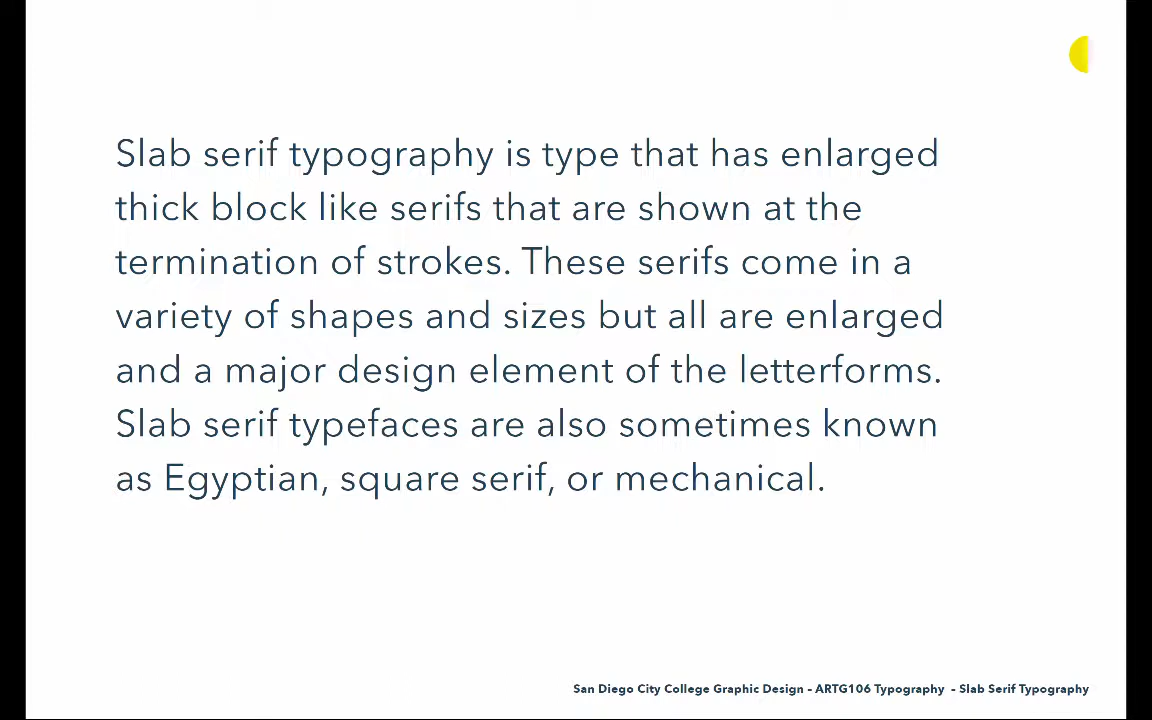 Slab serif typography is type that has enlarged
thick block like serifs that are shown at the
termination of strokes. These serifs come in a
variety of shapes and sizes but all are enlarged
and a major design element of the letterforms.
Slab serif typefaces are also sometimes known
as Egyptian, square serif, or mechanical.
San Diego City College Graphic Design – ARTG106 Typography – Slab Serif Typography